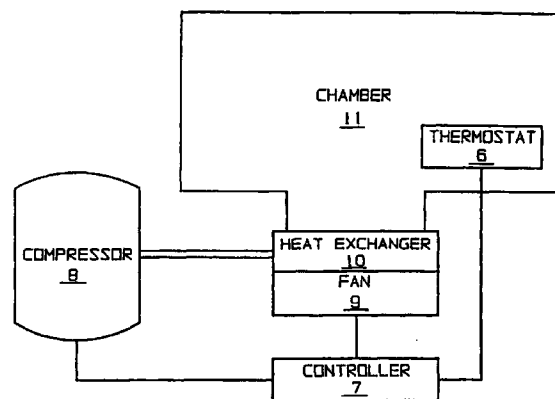 CHAMBER
11
THERMOSTAT
6
COMPRESSOR
8
HEAT EXCHANGER
10
FAN
9
CONTROLLER
7